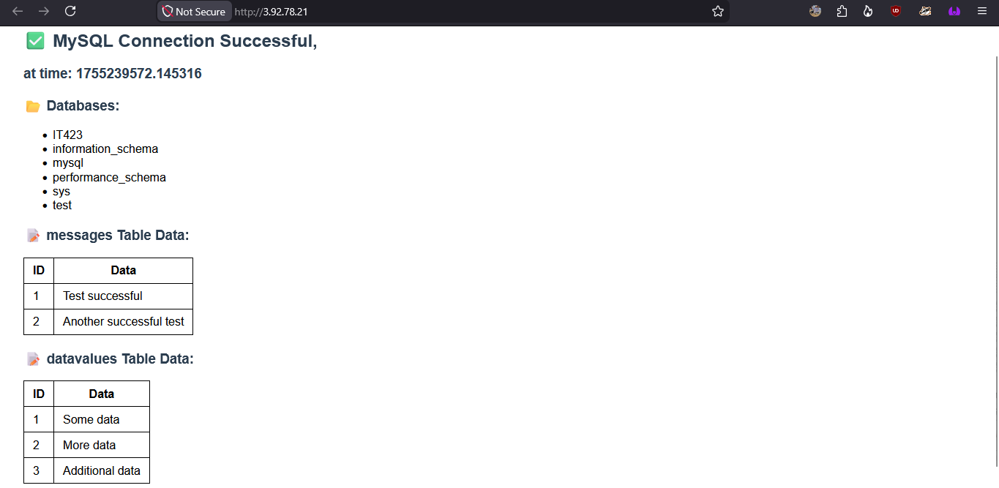 Not Secure http://3.92.78.21
✅ MySQL Connection Successful,
at time: 1755239572.145316
📁 Databases:
• IT423
• information_schema
• mysql
• performance_schema
• sys
• test
📝 messages Table Data:
ID Data
1 Test successful
2 Another successful test
📝 datavalues Table Data:
ID Data
1 Some data
2 More data
3 Additional data